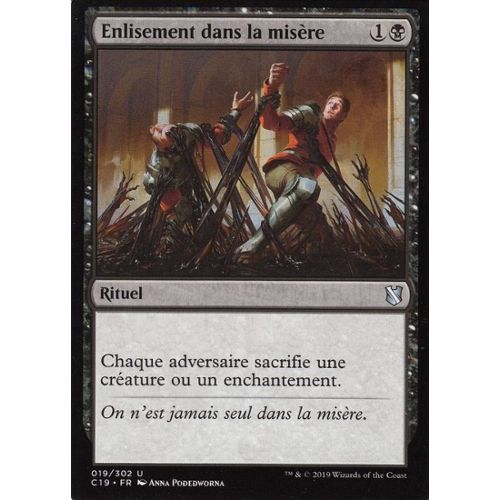 Enlisement dans la misère 1
Rituel
Chaque adversaire sacrifie une
créature ou un enchantement.
On n'est jamais seul dans la misère.
019/302 U
C19 • FR Anna Podedworna
™ & © 2019 Wizards of the Coast